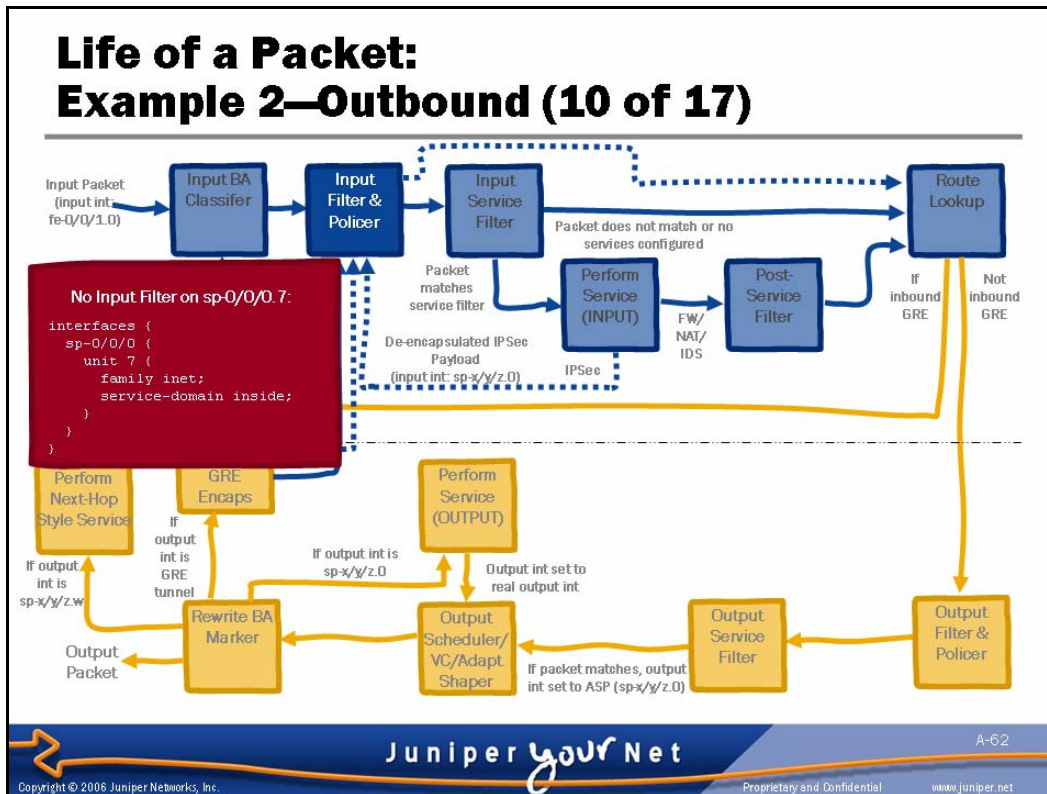 Life of a Packet:
Example 2—Outbound (10 of 17)
Input Packet
(input int:
fe-0/0/1.0)
Input BA
Classifer
Input
Filter &
Policer
Input
Service
Filter
Route
Lookup
Packet does not match or no
services configured
Packet
matches
service filter
Perform
Service
(INPUT)
FW/
NAT/
IDS
Post-
Service
Filter
If
inbound
GRE
Not
inbound
GRE
De-encapsulated IPSec
Payload
(input int: sp-x/y/z.0)
IPSec
No Input Filter on sp-0/0/0.7:
interfaces {
sp-0/0/0 {
unit 7 {
family inet;
service-domain inside;
}
}
}
Perform
Next-Hop
Style Service
GRE
Encaps
Perform
Service
(OUTPUT)
If output
int is
sp-x/y/z.w
If
output
int is
GRE
tunnel
If output int is
sp-x/y/z.0
Output int set to
real output int
Rewrite BA
Marker
Output
Packet
Output
Scheduler/
VC/Adapt
Shaper
If packet matches, output
int set to ASP (sp-x/y/z.0)
Output
Service
Filter
Output
Filter &
Policer
Juniper your Net
A-62
Copyright © 2006 Juniper Networks, Inc.
Proprietary and Confidential
www.juniper.net